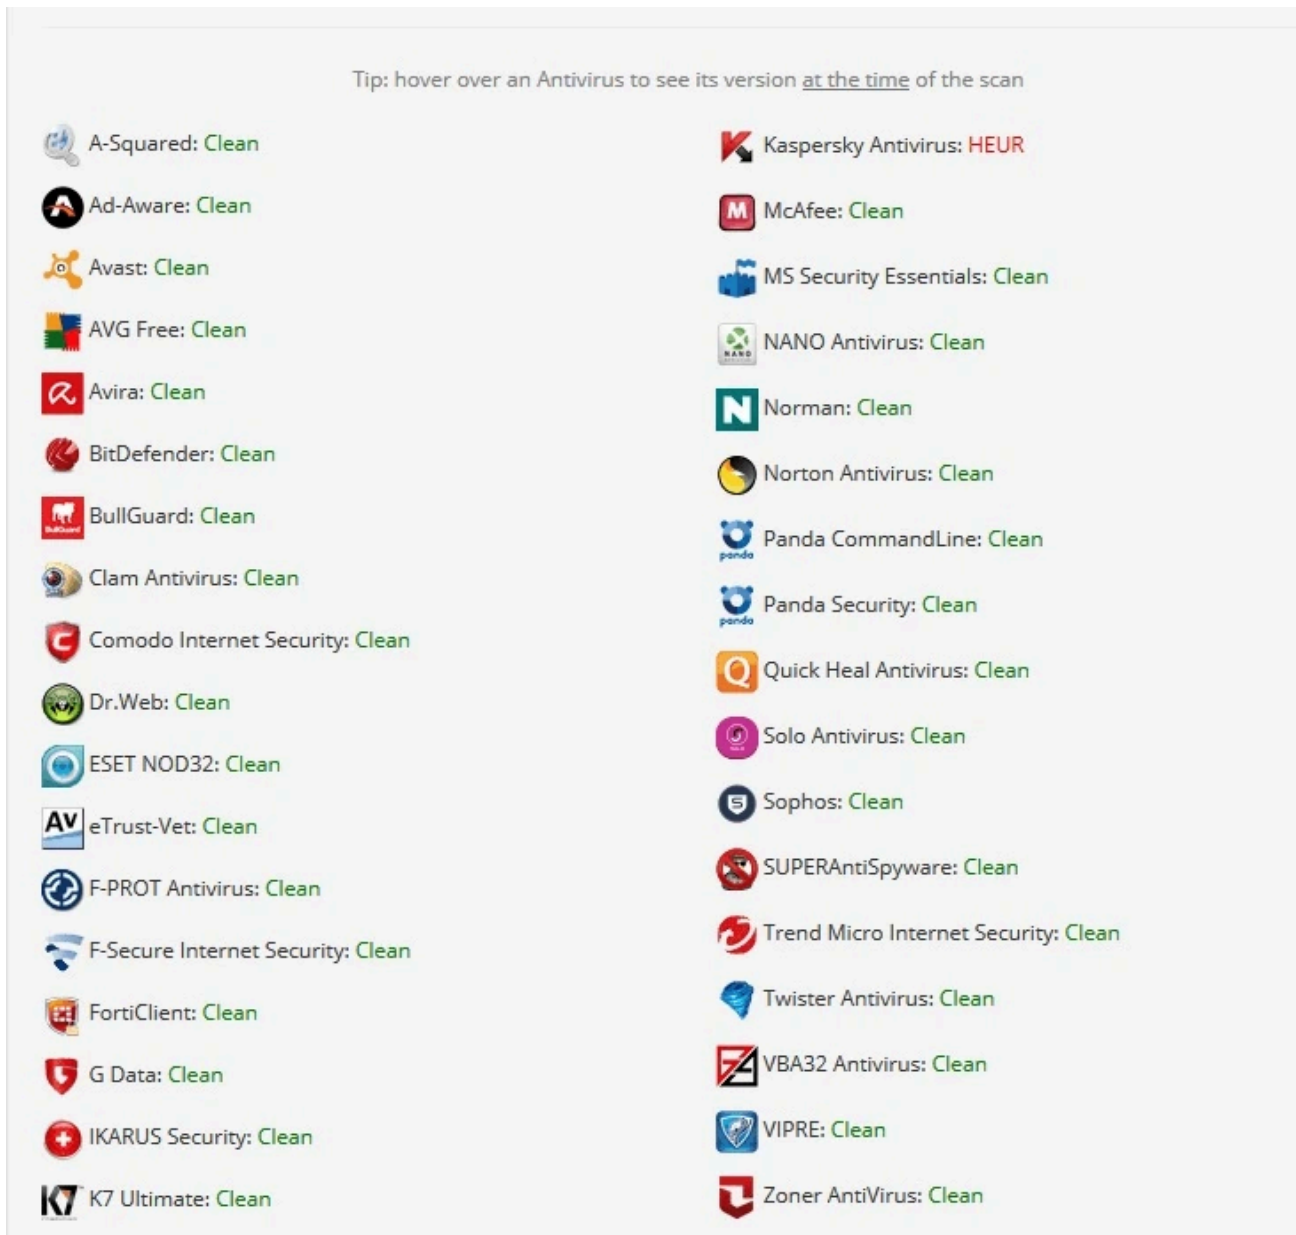 Tip: hover over an Antivirus to see its version at the time of the scan
A-Squared: Clean
Ad-Aware: Clean
Avast: Clean
AVG Free: Clean
Avira: Clean
BitDefender: Clean
BullGuard: Clean
Clam Antivirus: Clean
Comodo Internet Security: Clean
Dr.Web: Clean
ESET NOD32: Clean
eTrust-Vet: Clean
F-PROT Antivirus: Clean
F-Secure Internet Security: Clean
FortiClient: Clean
G Data: Clean
IKARUS Security: Clean
K7 Ultimate: Clean
Kaspersky Antivirus: HEUR
McAfee: Clean
MS Security Essentials: Clean
NANO Antivirus: Clean
Norman: Clean
Norton Antivirus: Clean
Panda CommandLine: Clean
Panda Security: Clean
Quick Heal Antivirus: Clean
Solo Antivirus: Clean
Sophos: Clean
SUPERAntiSpyware: Clean
Trend Micro Internet Security: Clean
Twister Antivirus: Clean
VBA32 Antivirus: Clean
VIPRE: Clean
Zoner AntiVirus: Clean